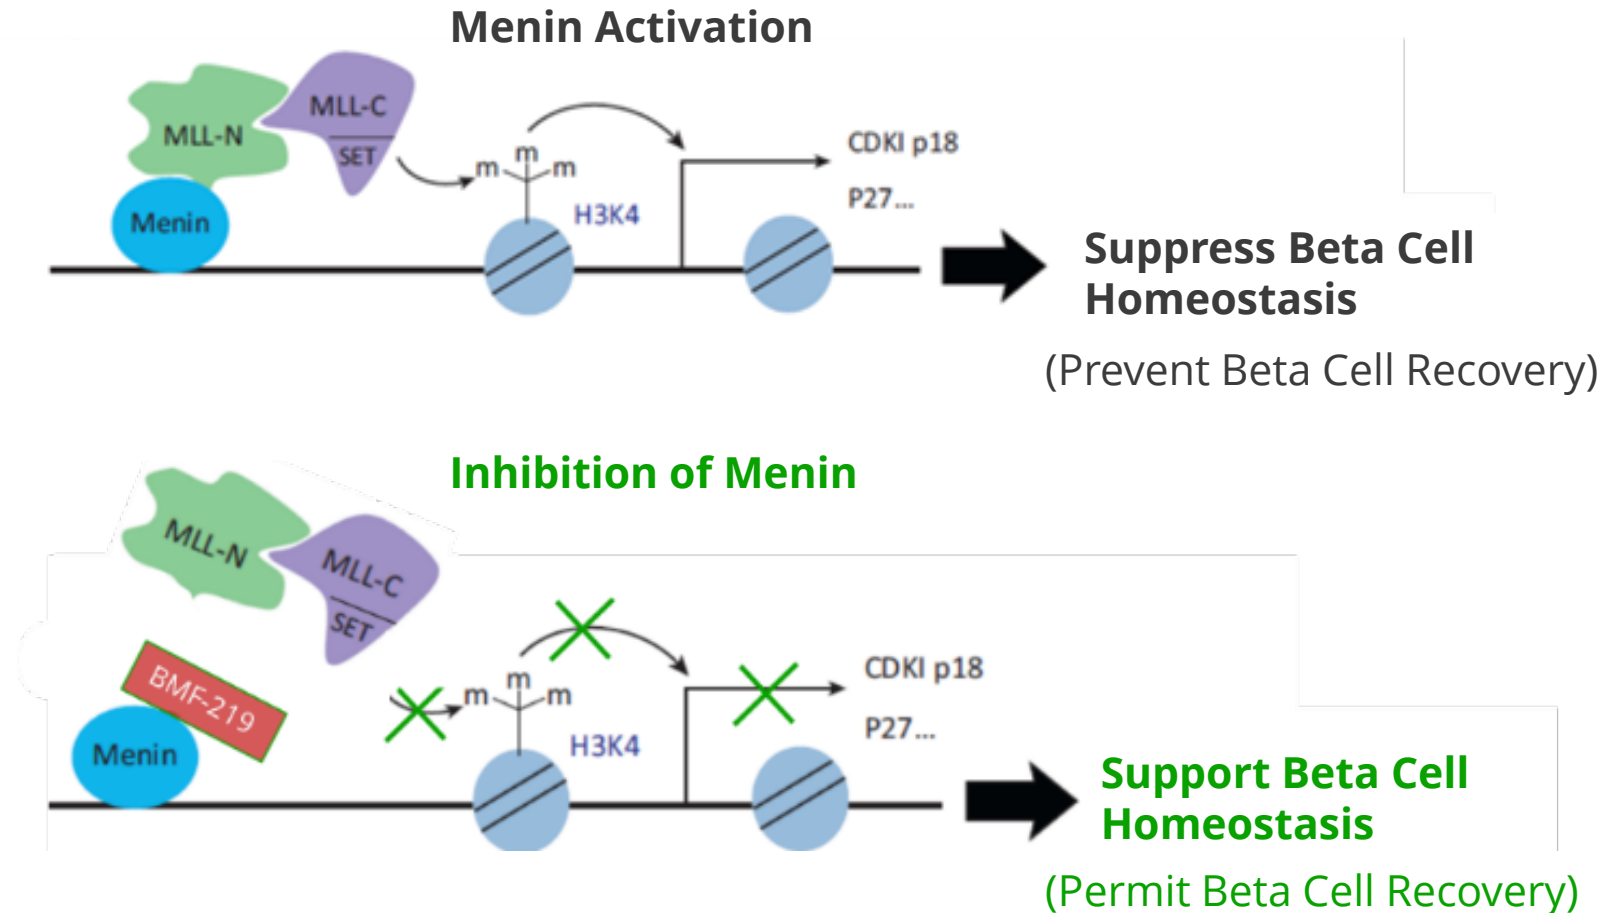 Menin Activation
MLL-N
MLL-C
SET
Menin
m
m
m
H3K4
CDKI p18
P27...
Suppress Beta Cell
Homeostasis
(Prevent Beta Cell Recovery)
Inhibition of Menin
MLL-N
MLL-C
SET
BMF-219
Menin
m
m
m
H3K4
CDKI p18
P27...
Support Beta Cell
Homeostasis
(Permit Beta Cell Recovery)